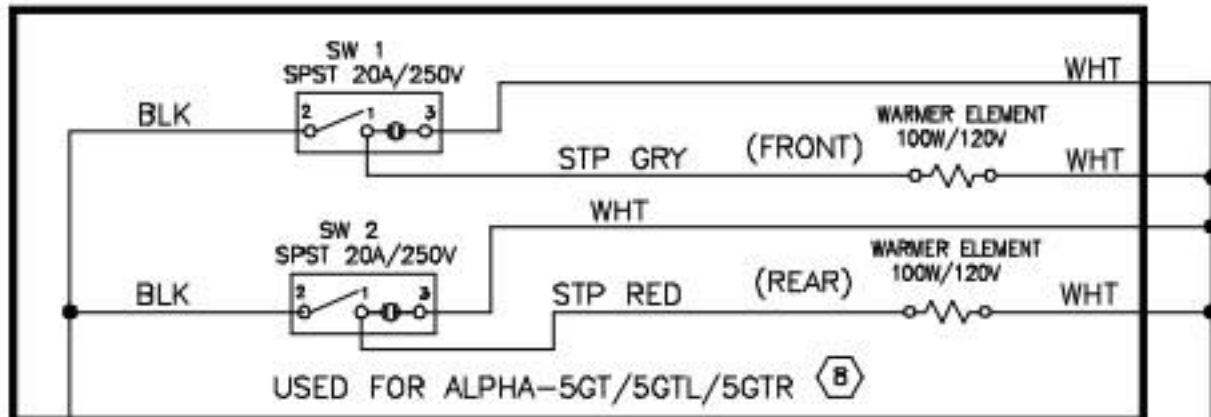 SW 1
SPST 20A/250V
WHT
BLK
2 1 3
WARMER ELEMENT
100W/120V
STP GRY (FRONT) WHT
WHT
SW 2
SPST 20A/250V
WARMER ELEMENT
100W/120V
BLK
2 1 3
STP RED (REAR) WHT
USED FOR ALPHA-5GT/5GTL/5GTR B